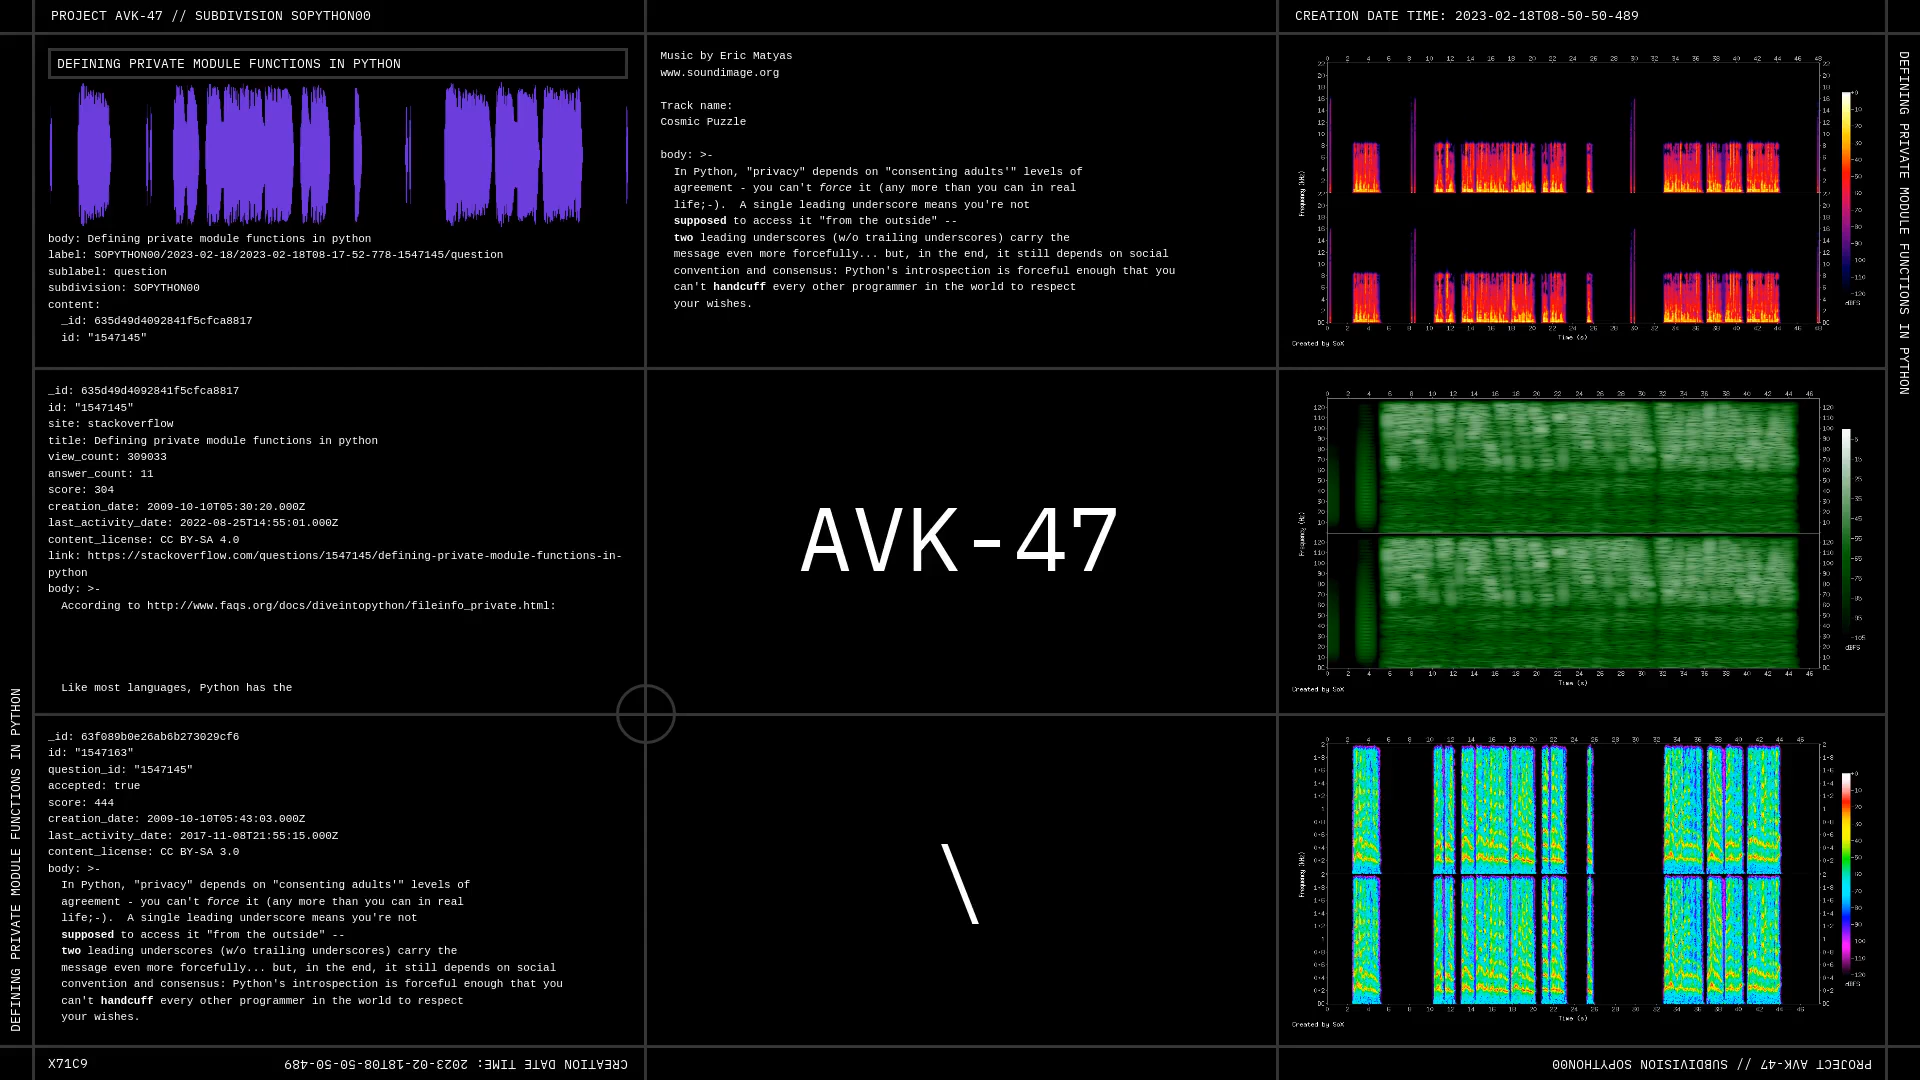 PROJECT AVK-47 // SUBDIVISION SOPYTHON00
CREATION DATE TIME: 2023-02-18T08-50-50-489
DEFINING PRIVATE MODULE FUNCTIONS IN PYTHON
body: Defining private module functions in python
label: SOPYTHON00/2023-02-18/2023-02-18T08-17-52-778-1547145/question
sublabel: question
subdivision: SOPYTHON00
content:
_id: 635d49d4092841f5cfca8817
id: "1547145"
Music by Eric Matyas
www.soundimage.org
Track name:
Cosmic Puzzle
body: >-
In Python, "privacy" depends on "consenting adults'" levels of
agreement - you can't force it (any more than you can in real
life;-).  A single leading underscore means you're not
supposed to access it "from the outside" --
two leading underscores (w/o trailing underscores) carry the
message even more forcefully... but, in the end, it still depends on social
convention and consensus: Python's introspection is forceful enough that you
can't handcuff every other programmer in the world to respect
your wishes.
Frequency (kHz)
Time (s)
dBFS
Created by SoX
DEFINING PRIVATE MODULE FUNCTIONS IN PYTHON
_id: 635d49d4092841f5cfca8817
id: "1547145"
site: stackoverflow
title: Defining private module functions in python
view_count: 309033
answer_count: 11
score: 304
creation_date: 2009-10-10T05:30:20.000Z
last_activity_date: 2022-08-25T14:55:01.000Z
content_license: CC BY-SA 4.0
link: https://stackoverflow.com/questions/1547145/defining-private-module-functions-in-
python
body: >-
According to http://www.faqs.org/docs/diveintopython/fileinfo_private.html:
Like most languages, Python has the
AVK-47
Frequency (Hz)
Time (s)
dBFS
Created by SoX
DEFINING PRIVATE MODULE FUNCTIONS IN PYTHON
_id: 63f089b0e26ab6b273029cf6
id: "1547163"
question_id: "1547145"
accepted: true
score: 444
creation_date: 2009-10-10T05:43:03.000Z
last_activity_date: 2017-11-08T21:55:15.000Z
content_license: CC BY-SA 3.0
body: >-
In Python, "privacy" depends on "consenting adults'" levels of
agreement - you can't force it (any more than you can in real
life;-).  A single leading underscore means you're not
supposed to access it "from the outside" --
two leading underscores (w/o trailing underscores) carry the
message even more forcefully... but, in the end, it still depends on social
convention and consensus: Python's introspection is forceful enough that you
can't handcuff every other programmer in the world to respect
your wishes.
\
Frequency (kHz)
Time (s)
dBFS
Created by SoX
X71C9
CREATION DATE TIME: 2023-02-18T08-50-50-489
PROJECT AVK-47 // SUBDIVISION SOPYTHON00